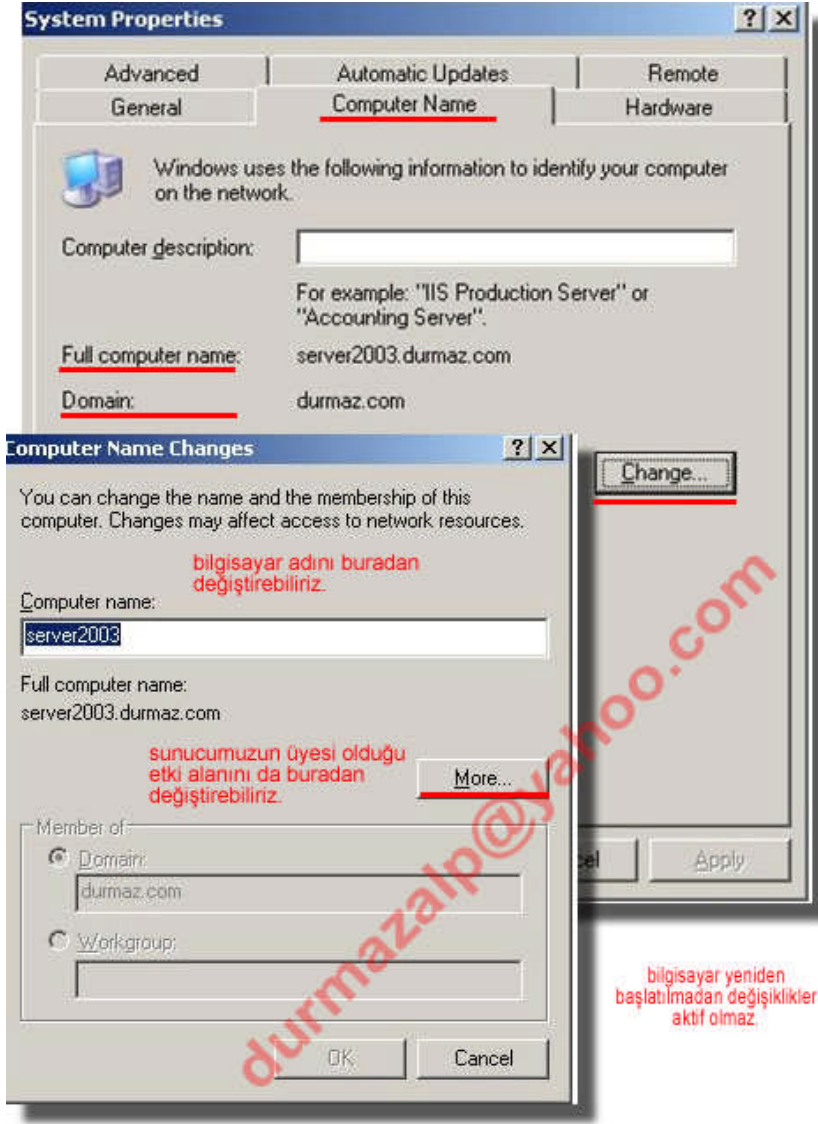 System Properties
Advanced
Automatic Updates
Remote
General
Computer Name
Hardware
Windows uses the following information to identify your computer
on the network.
Computer description:
For example: "IIS Production Server" or
"Accounting Server".
Full computer name:
server2003.durmaz.com
Domain:
durmaz.com
Change...
Apply
Computer Name Changes
You can change the name and the membership of this
computer. Changes may affect access to network resources.
bilgisayar adını buradan
değiştirebiliriz.
Computer name:
server2003
Full computer name:
server2003.durmaz.com
sunucumuzun üyesi olduğu
etki alanını da buradan
değiştirebiliriz.
More...
Member of
Domain:
durmaz.com
Workgroup:
OK
Cancel
bilgisayar yeniden
başlatılmadan değişiklikler
aktif olmaz.
durmazalp@yahoo.com